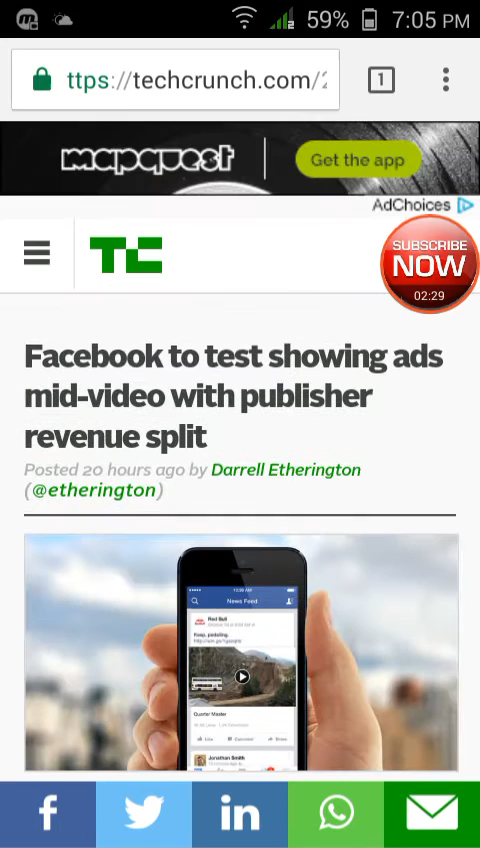 59% 7:05 PM
ttps://techcrunch.com/2
1
mapquest
Get the app
AdChoices
TC
SUBSCRIBE
NOW
02:29
Facebook to test showing ads
mid-video with publisher
revenue split
Posted 20 hours ago by Darrell Etherington
(@etherington)
News Feed
Red Bull
Keep, pedaling.
Quarter Master
Like Comment Share
Jonathan Smith
f
in